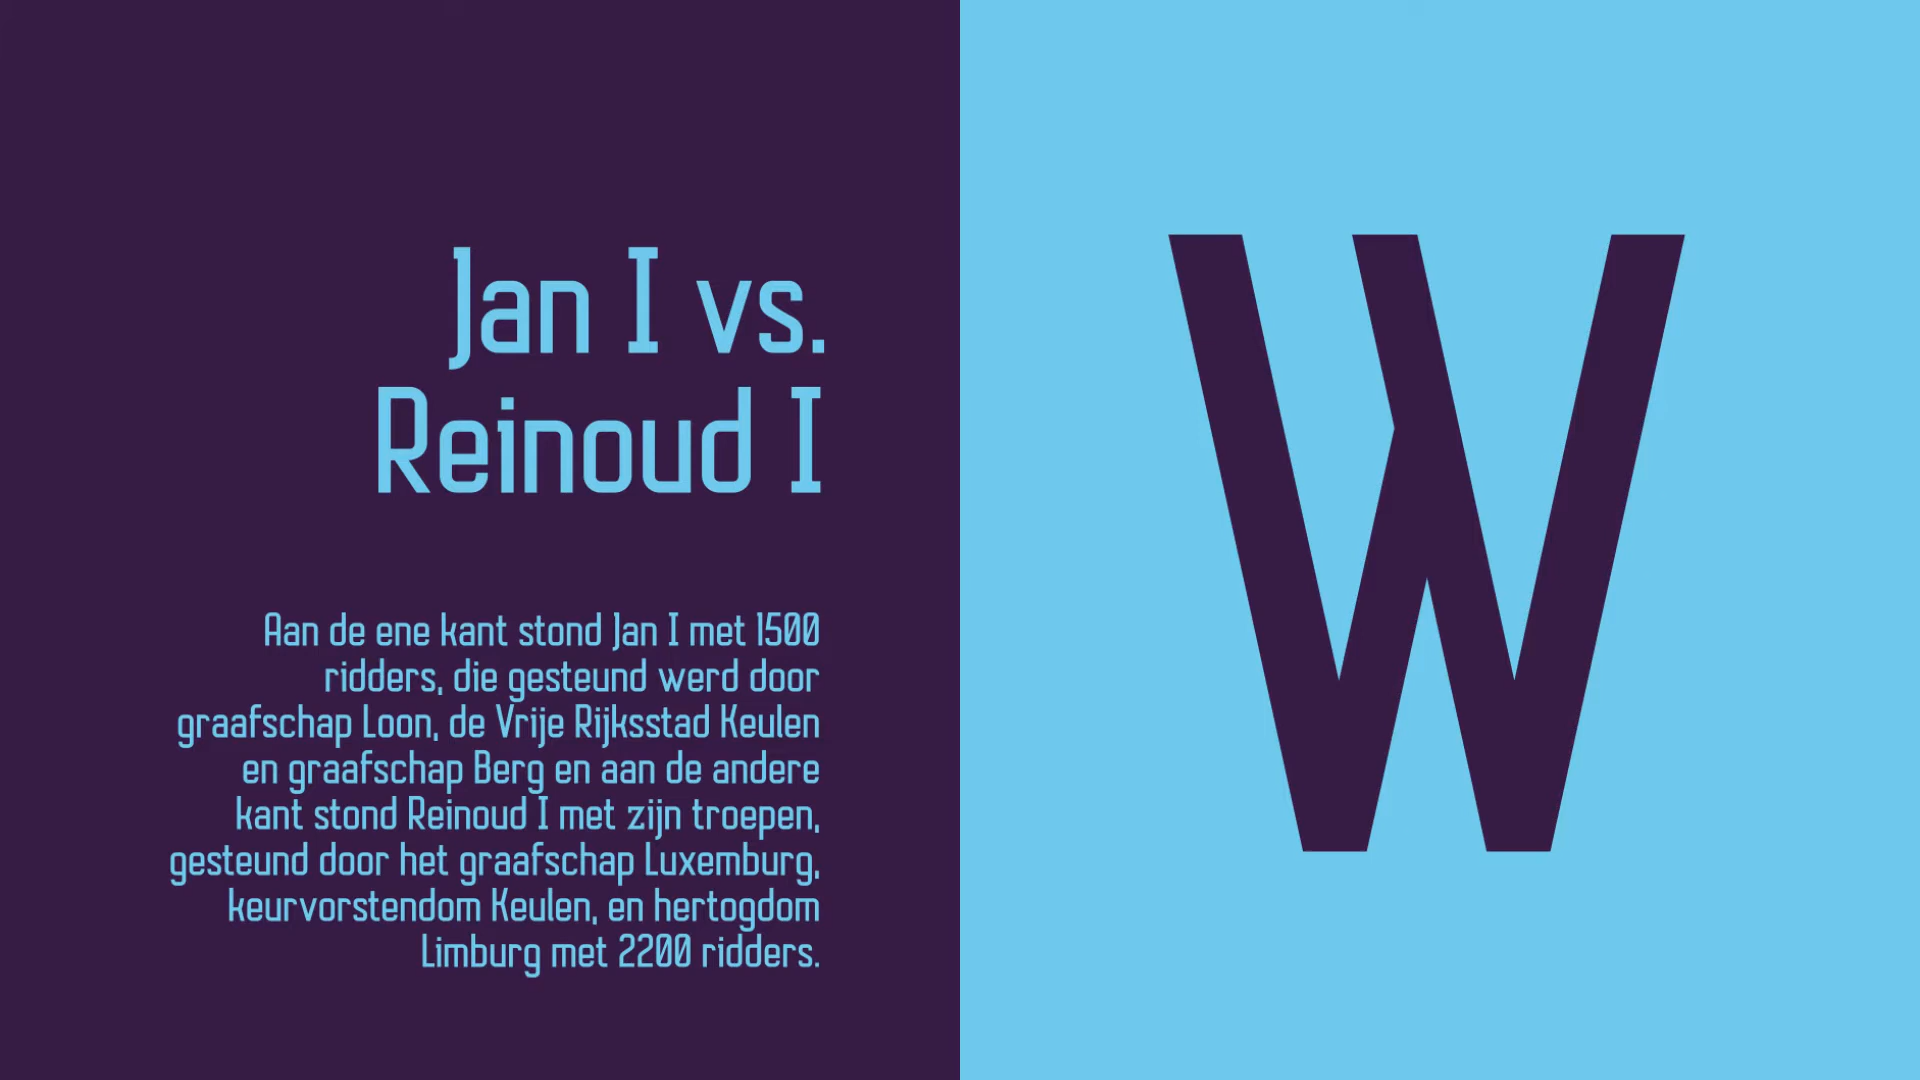 Jan I vs.
Reinoud I
Aan de ene kant stond Jan I met 1500
ridders, die gesteund werd door
graafschap Loon, de Vrije Rijksstad Keulen
en graafschap Berg en aan de andere
kant stond Reinoud I met zijn troepen,
gesteund door het graafschap Luxemburg,
keurvorstendom Keulen, en hertogdom
Limburg met 2200 ridders.
W